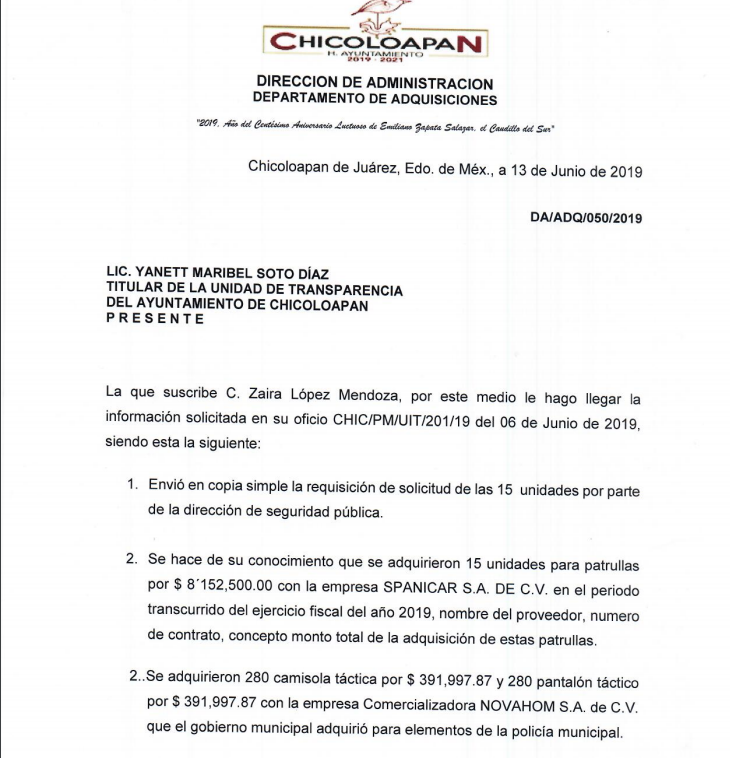 CHICOLOAPAN
H. AYUNTAMIENTO
2019 - 2021
DIRECCION DE ADMINISTRACION
DEPARTAMENTO DE ADQUISICIONES
"2019. Año del Centésimo Aniversario Luctuoso de Emiliano Zapata Salazar, el Caudillo del Sur"
Chicoloapan de Juárez, Edo. de Méx., a 13 de Junio de 2019
DA/ADQ/050/2019
LIC. YANETT MARIBEL SOTO DÍAZ
TITULAR DE LA UNIDAD DE TRANSPARENCIA
DEL AYUNTAMIENTO DE CHICOLOAPAN
P R E S E N T E
La que suscribe C. Zaira López Mendoza, por este medio le hago llegar la
información solicitada en su oficio CHIC/PM/UIT/201/19 del 06 de Junio de 2019,
siendo esta la siguiente:
1. Envió en copia simple la requisición de solicitud de las 15 unidades por parte
de la dirección de seguridad pública.
2. Se hace de su conocimiento que se adquirieron 15 unidades para patrullas
por $ 8´152,500.00 con la empresa SPANICAR S.A. DE C.V. en el periodo
transcurrido del ejercicio fiscal del año 2019, nombre del proveedor, numero
de contrato, concepto monto total de la adquisición de estas patrullas.
2..Se adquirieron 280 camisola táctica por $ 391,997.87 y 280 pantalón táctico
por $ 391,997.87 con la empresa Comercializadora NOVAHOM S.A. de C.V.
que el gobierno municipal adquirió para elementos de la policía municipal.